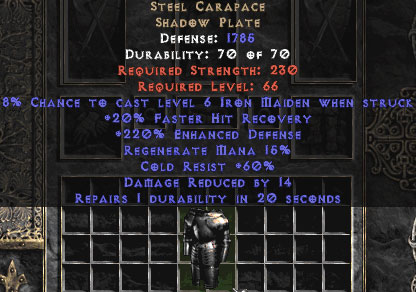 Steel Carapace
Shadow Plate
Defense: 1785
Durability: 70 of 70
Required Strength: 230
Required Level: 66
8% Chance to cast level 6 Iron Maiden when struck
+20% Faster Hit Recovery
+220% Enhanced Defense
Regenerate Mana 15%
Cold Resist +60%
Damage Reduced by 14
Repairs 1 durability in 20 seconds